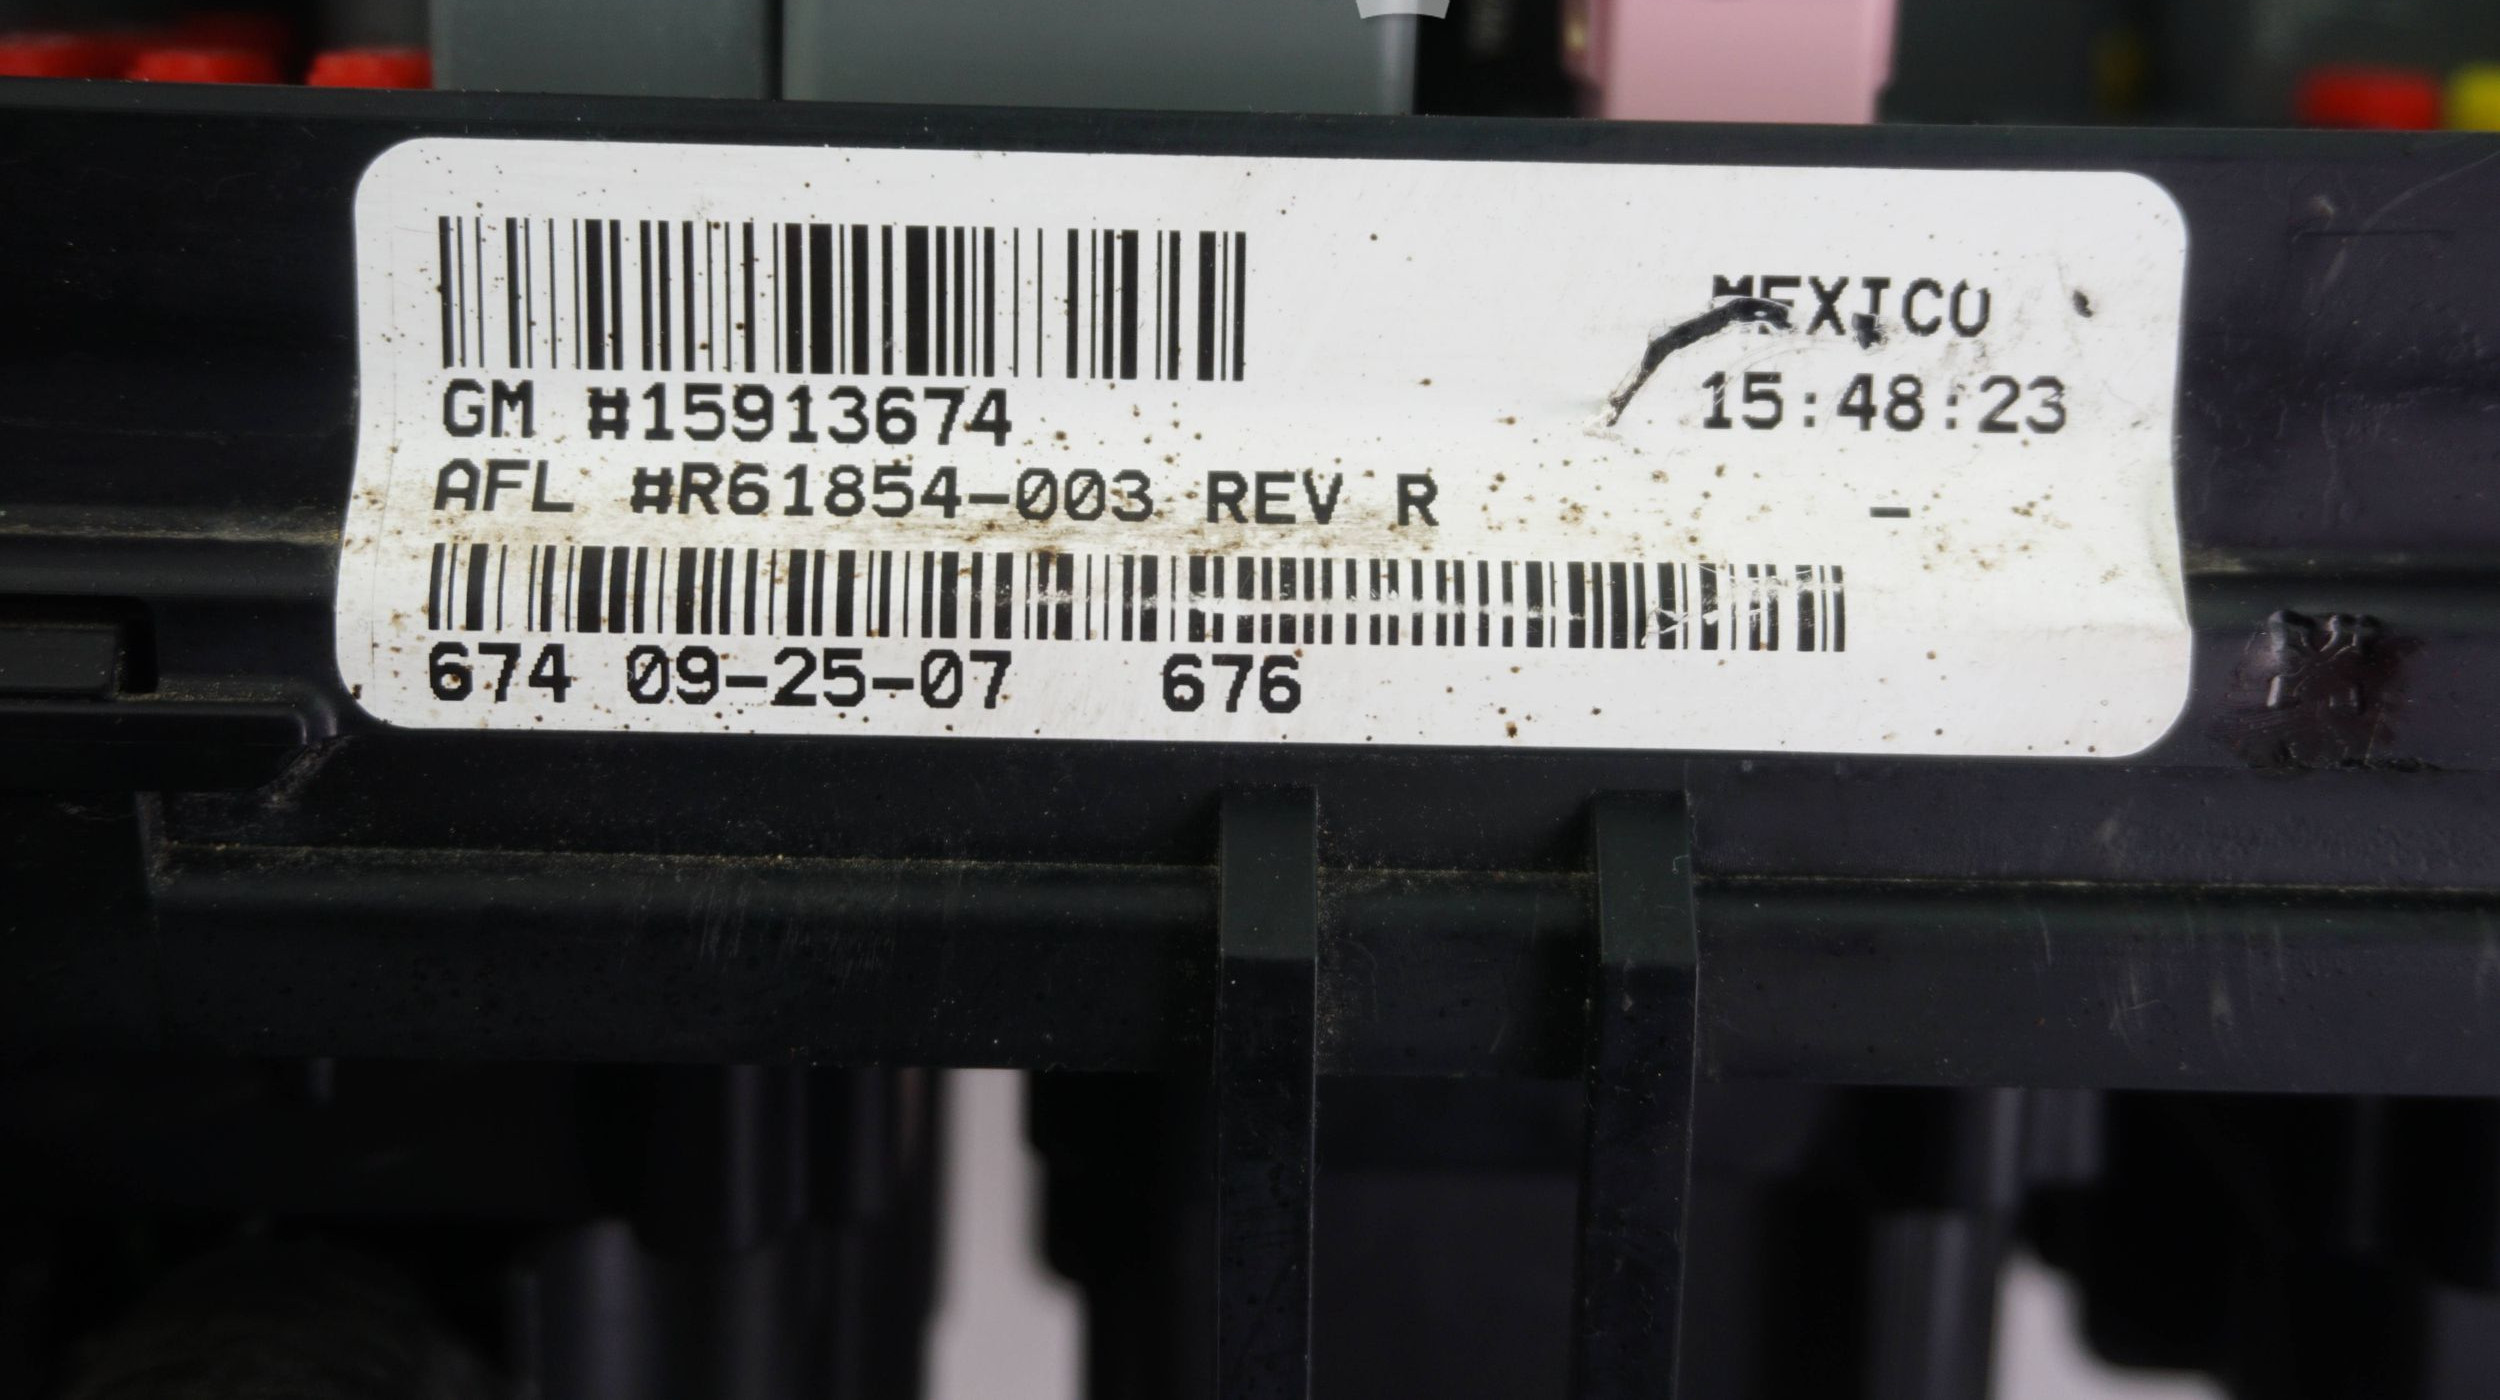 MEXICO
GM #15913674
15:48:23
AFL #R61854-003 REV R -
674 09-25-07 676